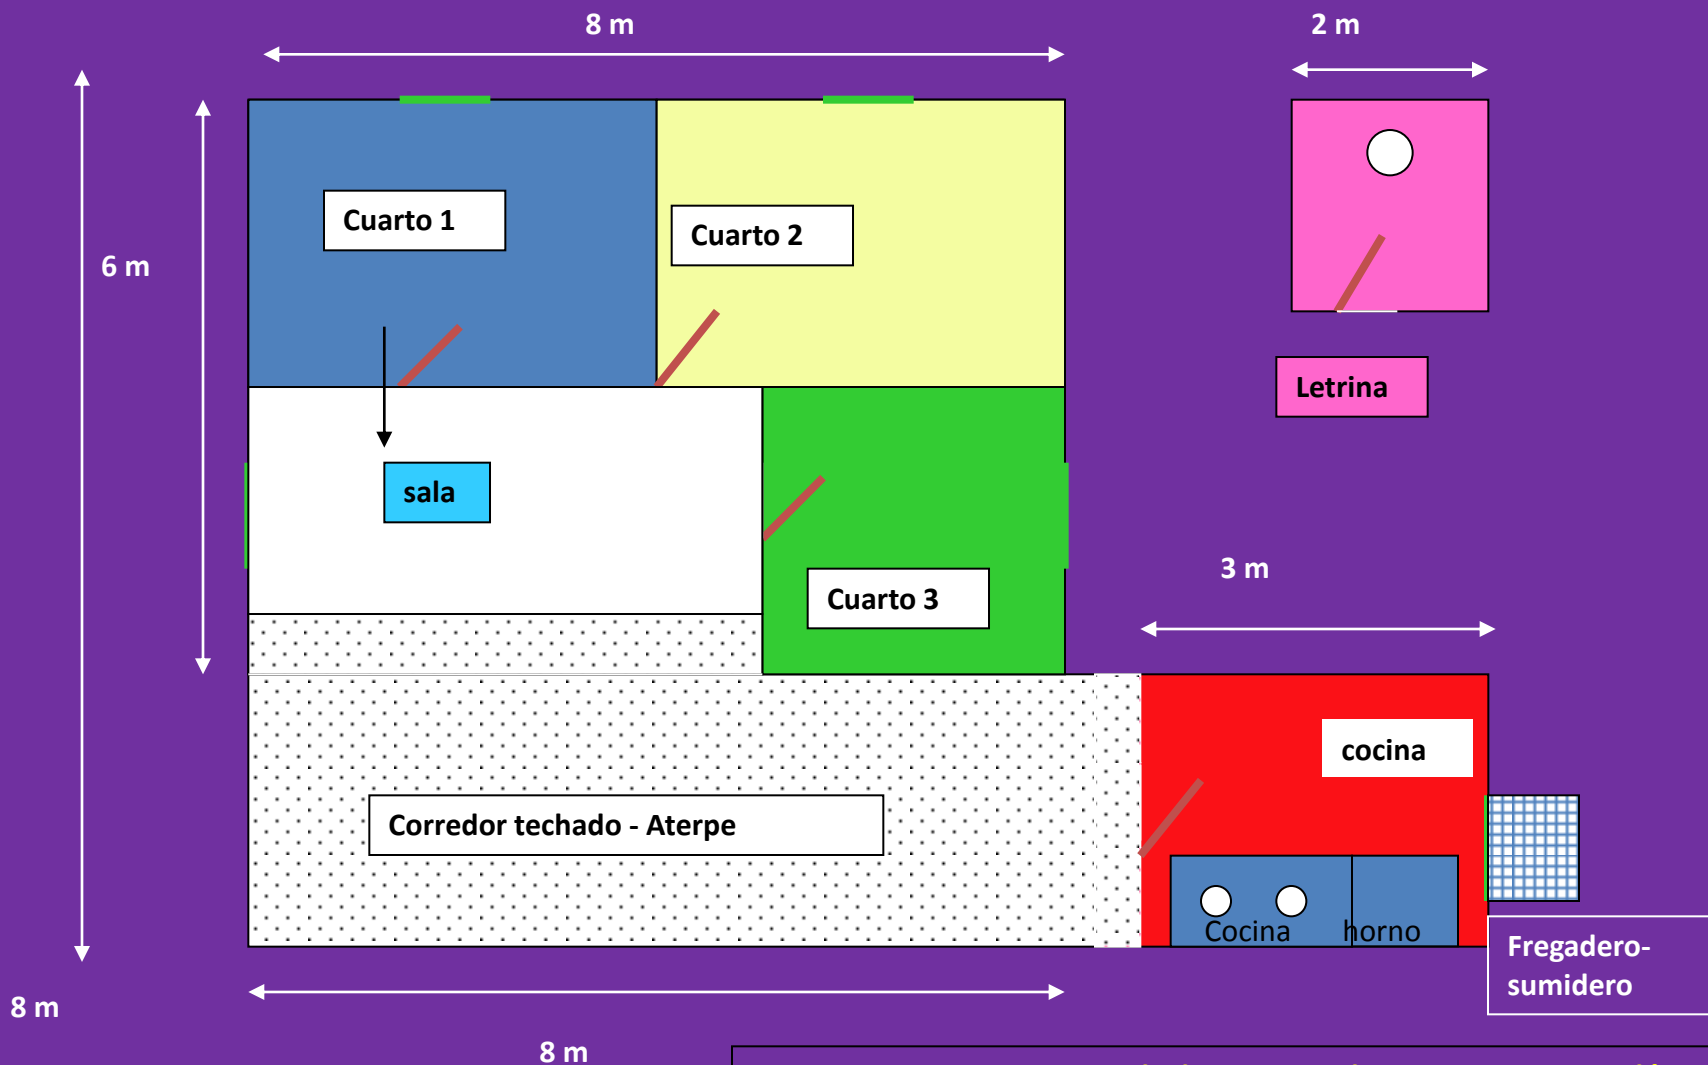 8 m
2 m
6 m
Cuarto 1
Cuarto 2
Letrina
sala
3 m
Cuarto 3
cocina
Corredor techado - Aterpe
Cocina horno
Fregadero-
sumidero
8 m
8 m